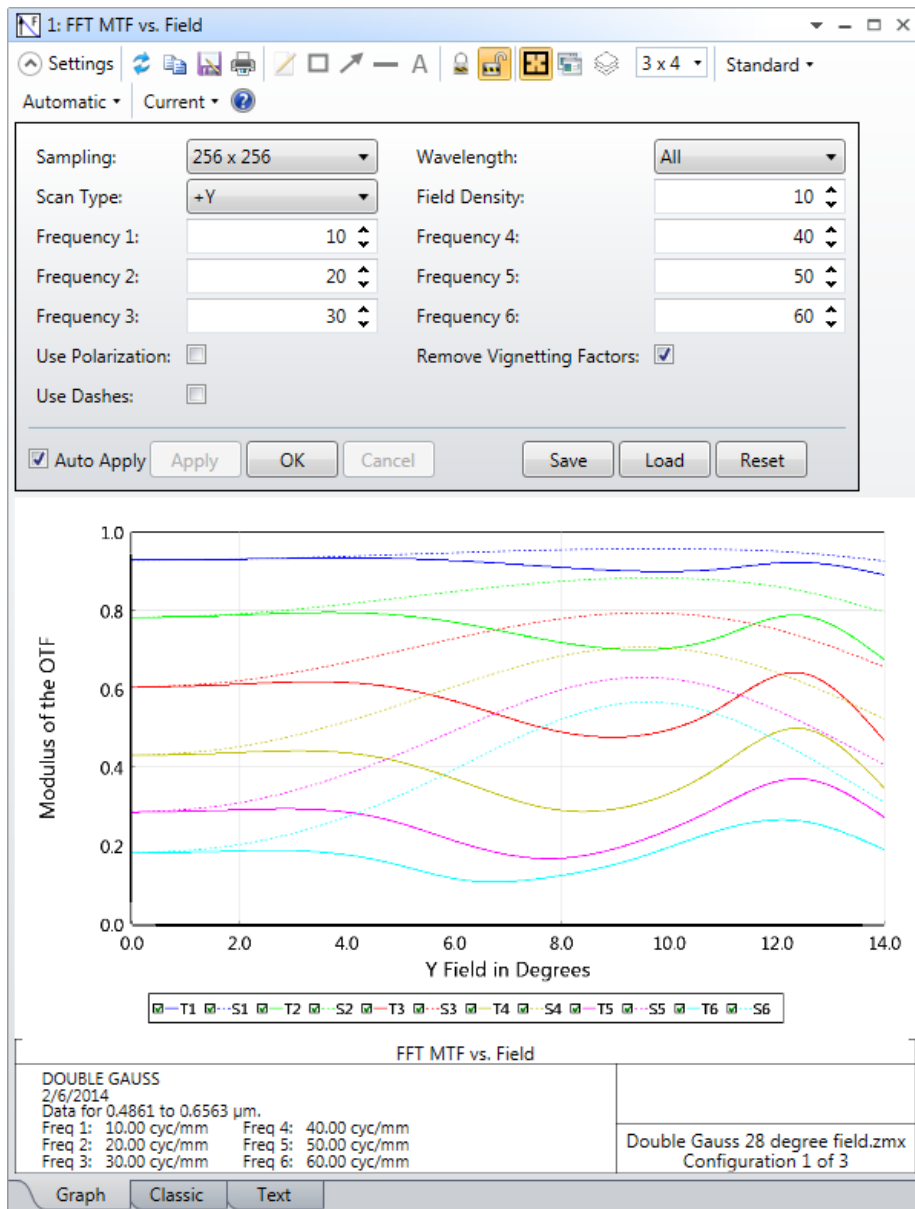 1: FFT MTF vs. Field
Settings A 3 x 4 Standard
Automatic Current ?
Sampling: 256 x 256 Wavelength: All
Scan Type: +Y Field Density: 10
Frequency 1: 10 Frequency 4: 40
Frequency 2: 20 Frequency 5: 50
Frequency 3: 30 Frequency 6: 60
Use Polarization: Remove Vignetting Factors:
Use Dashes:
Auto Apply Apply OK Cancel Save Load Reset
1.0
0.8
0.6
0.4
0.2
0.0
Modulus of the OTF
0.0 2.0 4.0 6.0 8.0 10.0 12.0 14.0
Y Field in Degrees
T1 S1 T2 S2 T3 S3 T4 S4 T5 S5 T6 S6
FFT MTF vs. Field
DOUBLE GAUSS
2/6/2014
Data for 0.4861 to 0.6563 µm.
Freq 1: 10.00 cyc/mm Freq 4: 40.00 cyc/mm
Freq 2: 20.00 cyc/mm Freq 5: 50.00 cyc/mm
Freq 3: 30.00 cyc/mm Freq 6: 60.00 cyc/mm
Double Gauss 28 degree field.zmx
Configuration 1 of 3
Graph Classic Text